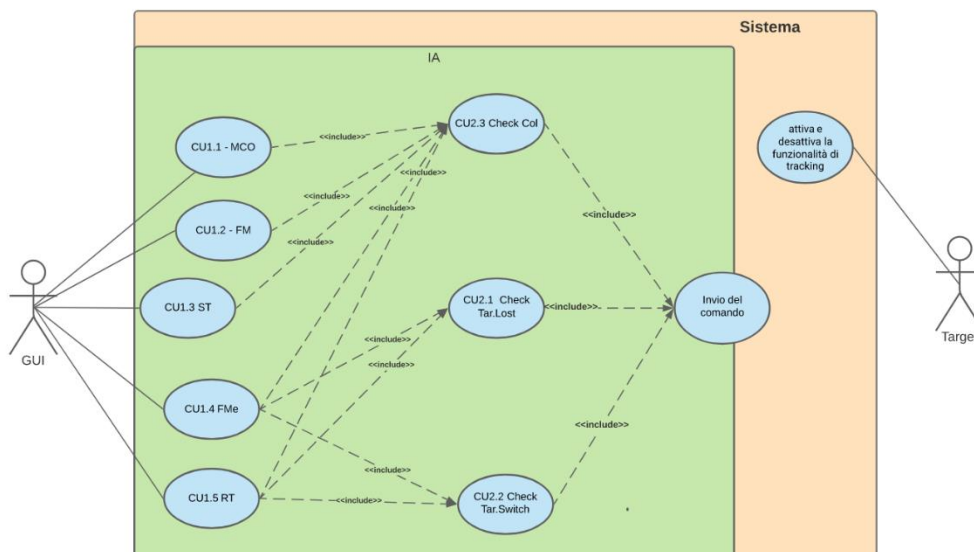 Sistema
IA
CU1.1 - MCO
<<include>>
CU2.3 Check Col
attiva e
desattiva la
funzionalità di
tracking
<<include>>
<<include>>
<<include>>
<<include>>
<<include>>
CU1.2 - FM
GUI
CU1.3 ST
CU2.1 Check
Tar.Lost
<<include>>
Invio del
comando
Target
<<include>>
<<include>>
CU1.4 FMe
<<include>>
<<include>>
CU1.5 RT
<<include>>
CU2.2 Check
Tar.Switch